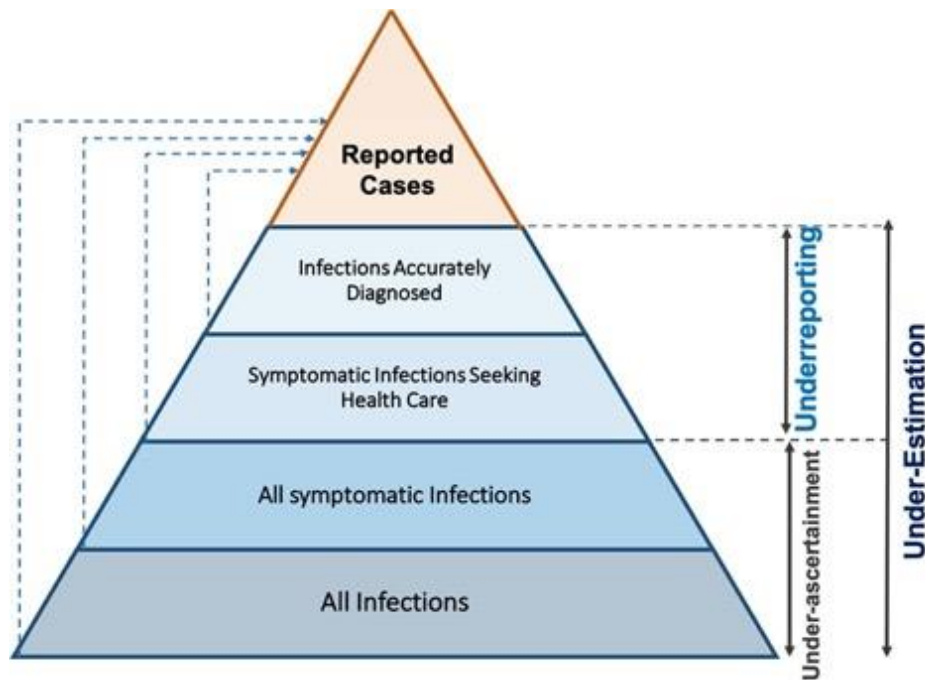 Reported
Cases
Infections Accurately
Diagnosed
Symptomatic Infections Seeking
Health Care
All symptomatic Infections
All Infections
Underreporting
Under-ascertainment
Under-Estimation